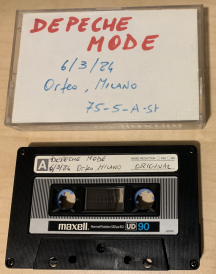 DEPECHE
MODE
6/3/84
Orfeo, MILANO
75-5-A-st
A DEPECHE MODE
6/3/84 Orfeo MILANO ORIGINAL
maxell
UD 90